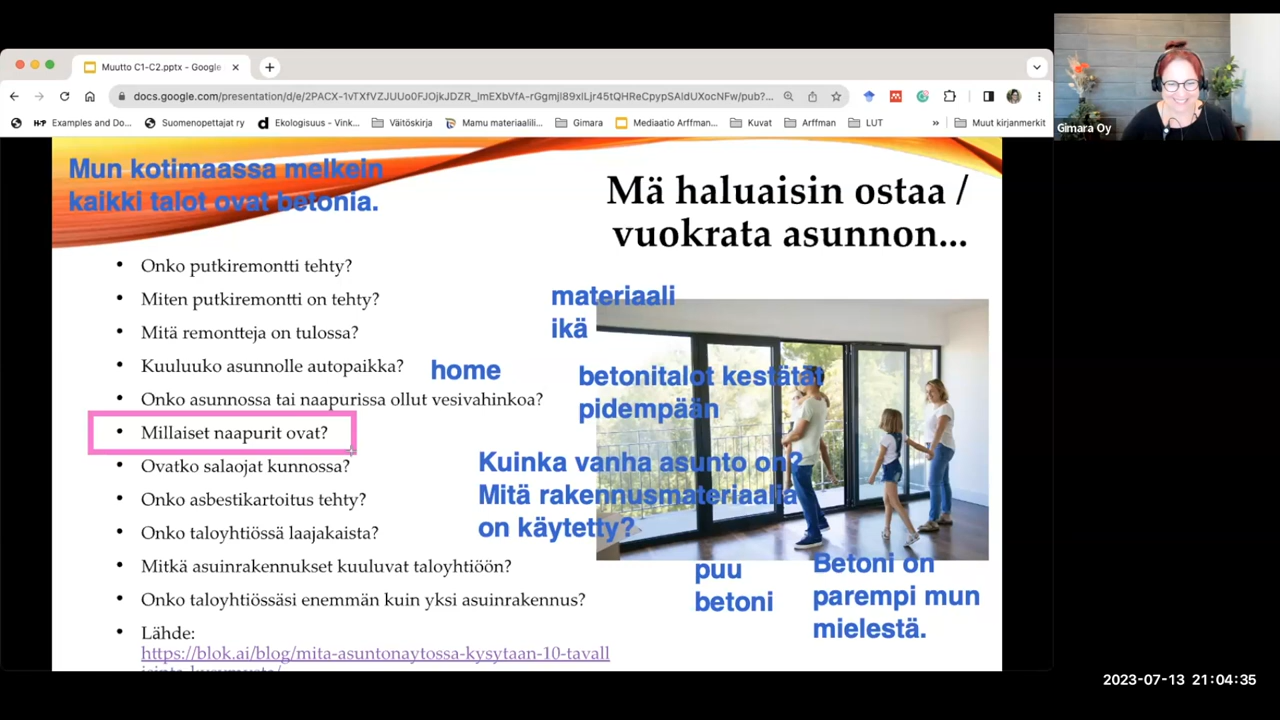 Muutto C1-C2.pptx - Google
docs.google.com/presentation/d/e/2PACX-1vTXfVZJUUo0FJOjkJDZR_lmEXbVfA-rGgmjl89xILjr45tQHReCpypSAldUXocNFw/pub?...
Examples and Do... Suomenopettajat ry Ekologisuus - Vink... Väitöskirja Mamu materiaalili... Gimara Mediaatio Arffman... Kuvat Arffman LUT » Muut kirjanmerkit
Gimara Oy
Mun kotimaassa melkein
kaikki talot ovat betonia.
Mä haluaisin ostaa /
vuokrata asunnon...
• Onko putkiremontti tehty?
• Miten putkiremontti on tehty?
• Mitä remontteja on tulossa?
• Kuuluuko asunnolle autopaikka?
• Onko asunnossa tai naapurissa ollut vesivahinkoa?
• Millaiset naapurit ovat?
• Ovatko salaojat kunnossa?
• Onko asbestikartoitus tehty?
• Onko taloyhtiössä laajakaista?
• Mitkä asuinrakennukset kuuluvat taloyhtiöön?
• Onko taloyhtiössäsi enemmän kuin yksi asuinrakennus?
• Lähde:
https://blok.ai/blog/mita-asuntonaytossa-kysytaan-10-tavall
isinta-kysymysta/
materiaali
ikä
home
betonitalot kestätät
pidempään
Kuinka vanha asunto on?
Mitä rakennusmateriaalia
on käytetty?
puu
betoni
Betoni on
parempi mun
mielestä.
2023-07-13 21:04:35